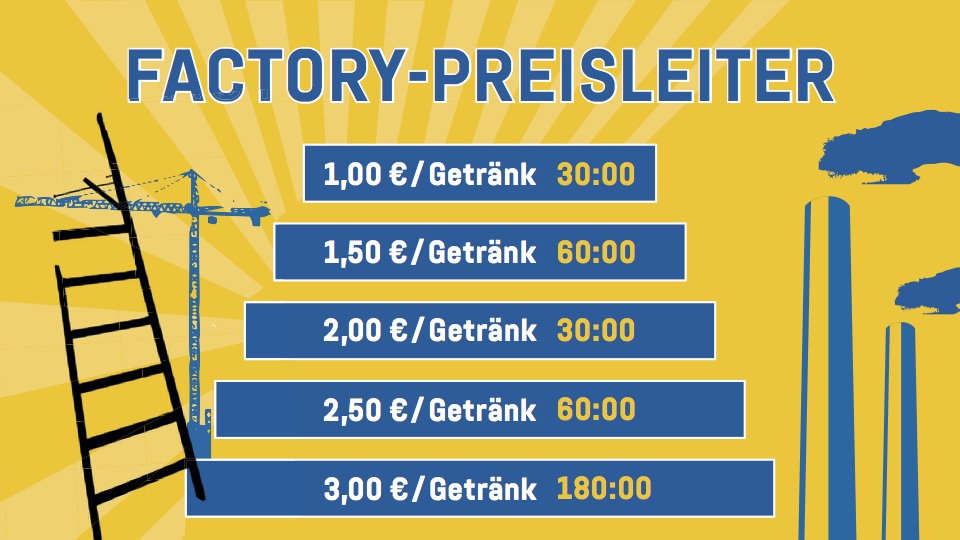 FACTORY-PREISLEITER
1,00 €/Getränk 30:00
1,50 €/Getränk 60:00
2,00 €/Getränk 30:00
2,50 €/Getränk 60:00
3,00 €/Getränk 180:00